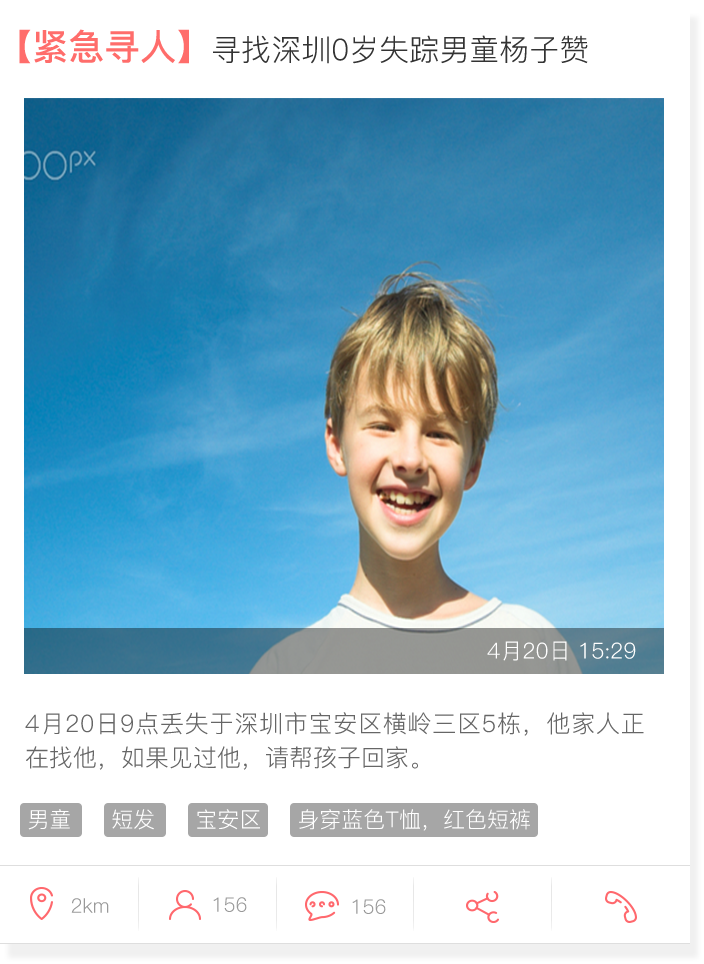 【紧急寻人】寻找深圳0岁失踪男童杨子赞
00px
4月20日 15:29
4月20日9点丢失于深圳市宝安区横岭三区5栋，他家人正
在找他，如果见过他，请帮孩子回家。
男童 短发 宝安区 身穿蓝色T恤，红色短裤
2km 156 156